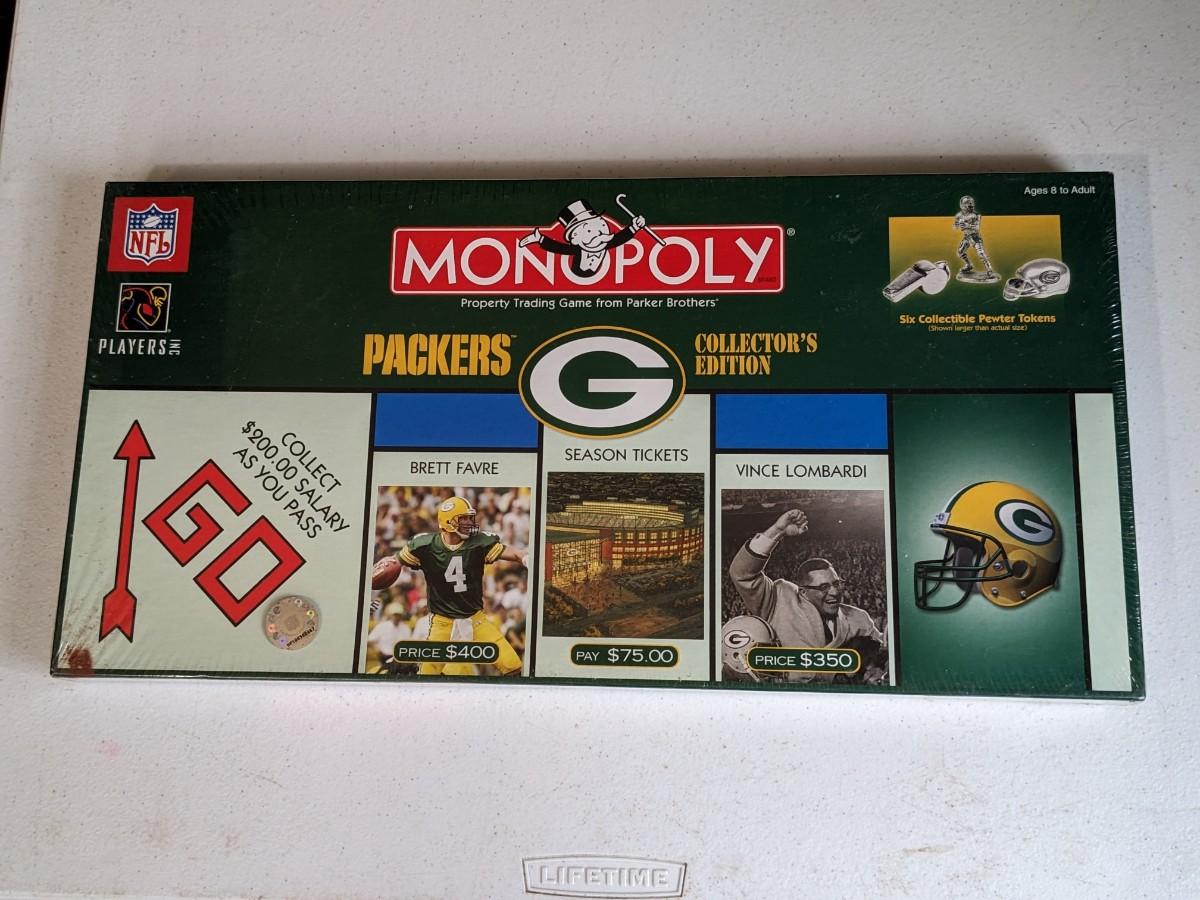 Ages 8 to Adult
NFL
MONOPOLY®
Property Trading Game from Parker Brothers®
Six Collectible Pewter Tokens
(Shown larger than actual size)
PLAYERS INC
PACKERS™
G
COLLECTOR'S
EDITION
COLLECT
$200.00 SALARY
AS YOU PASS
GO
BRETT FAVRE
4
PRICE $400
SEASON TICKETS
PAY $75.00
VINCE LOMBARDI
G
PRICE $350
G
LIFETIME